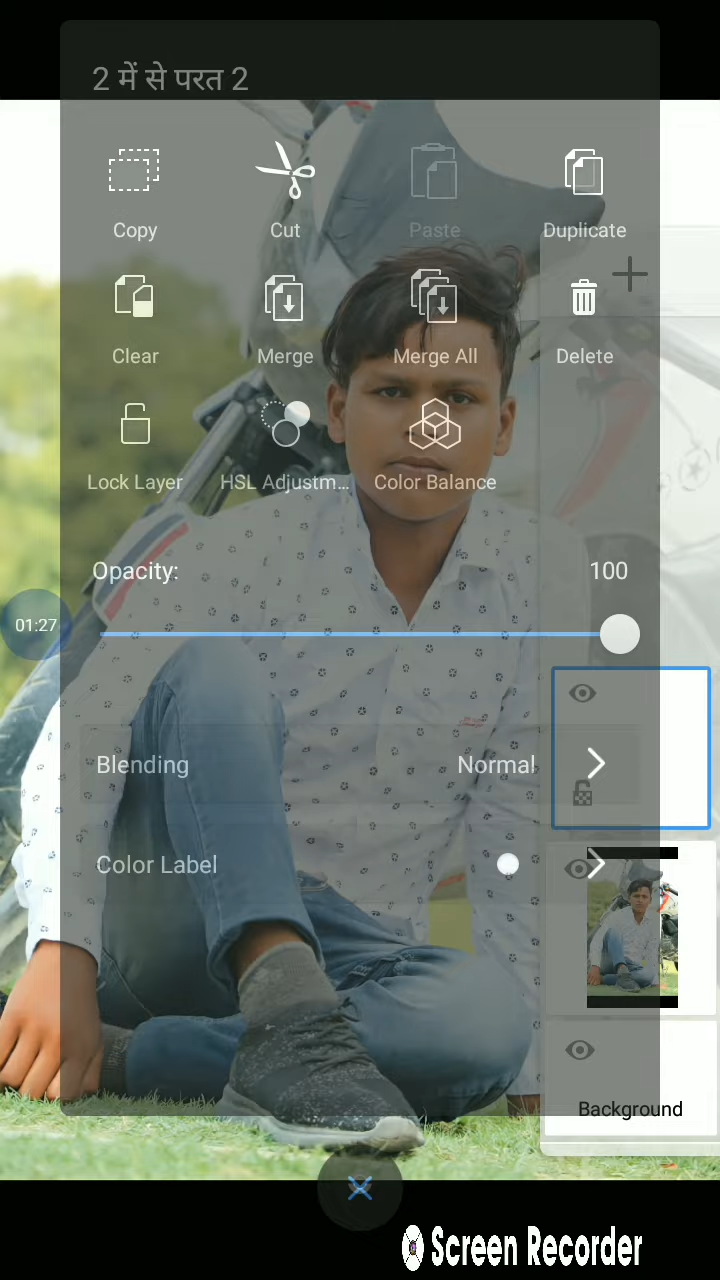 2 में से परत 2
Copy
Cut
Paste
Duplicate
Clear
Merge
Merge All
Delete
Lock Layer
HSL Adjustm...
Color Balance
Opacity:
100
01:27
Blending
Normal
Color Label
Background
Screen Recorder